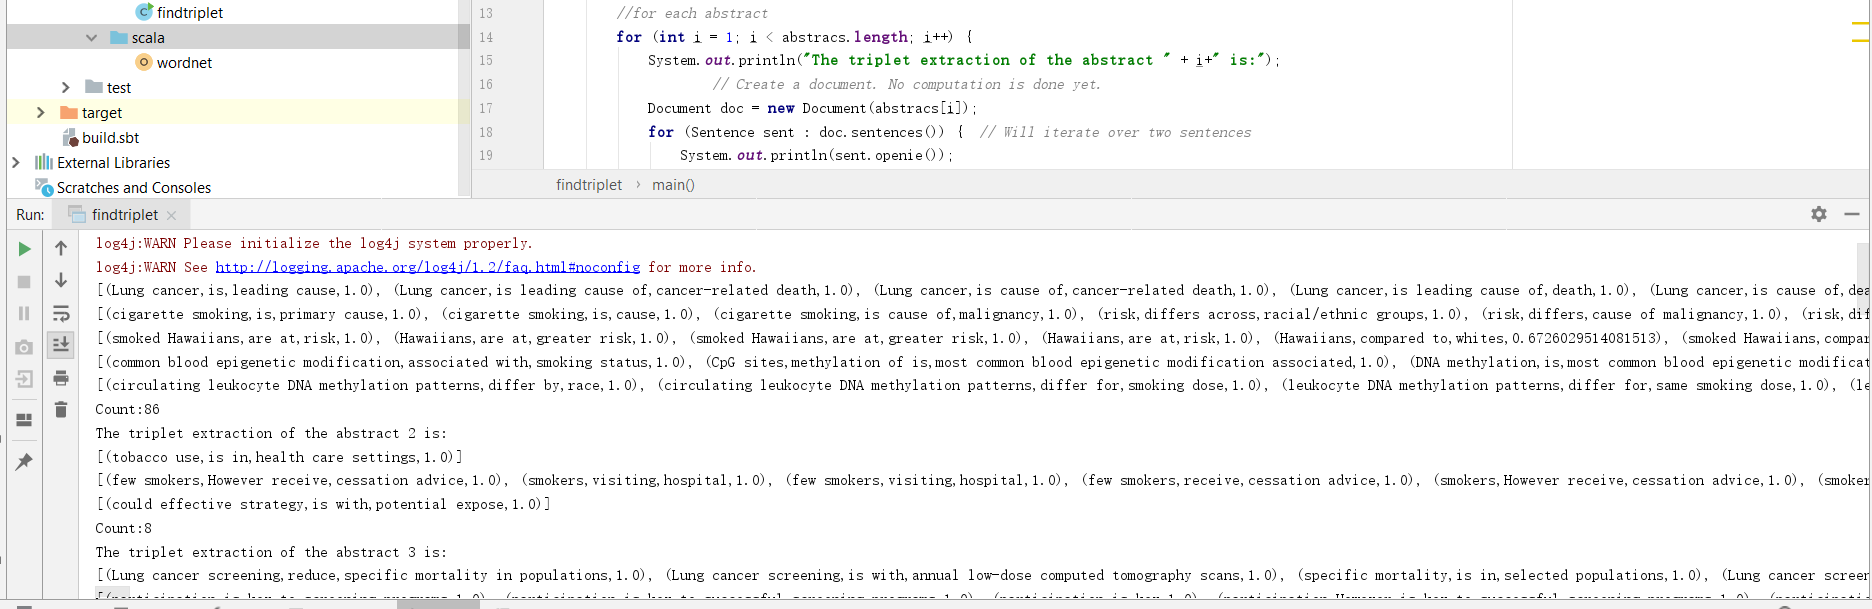 findtriplet
scala
wordnet
test
target
build.sbt
External Libraries
Scratches and Consoles
13 //for each abstract
14 for (int i = 1; i < abstracs.length; i++) {
15 System.out.println("The triplet extraction of the abstract " + i+" is:");
16 // Create a document. No computation is done yet.
17 Document doc = new Document(abstracs[i]);
18 for (Sentence sent : doc.sentences()) { // Will iterate over two sentences
19 System.out.println(sent.openie());
findtriplet › main()
Run: findtriplet ×
log4j:WARN Please initialize the log4j system properly.
log4j:WARN See http://logging.apache.org/log4j/1.2/faq.html#noconfig for more info.
[(Lung cancer,is,leading cause,1.0), (Lung cancer,is leading cause of,cancer-related death,1.0), (Lung cancer,is cause of,cancer-related death,1.0), (Lung cancer,is leading cause of,death,1.0), (Lung cancer,is cause of,dea
[(cigarette smoking,is,primary cause,1.0), (cigarette smoking,is,cause,1.0), (cigarette smoking,is cause of,malignancy,1.0), (risk,differs across,racial/ethnic groups,1.0), (risk,differs,cause of malignancy,1.0), (risk,dif
[(smoked Hawaiians,are at,risk,1.0), (Hawaiians,are at,greater risk,1.0), (smoked Hawaiians,are at,greater risk,1.0), (Hawaiians,are at,risk,1.0), (Hawaiians,compared to,whites,0.6726029514081513), (smoked Hawaiians,compar
[(common blood epigenetic modification,associated with,smoking status,1.0), (CpG sites,methylation of is,most common blood epigenetic modification associated,1.0), (DNA methylation,is,most common blood epigenetic modificat
[(circulating leukocyte DNA methylation patterns,differ by,race,1.0), (circulating leukocyte DNA methylation patterns,differ for,smoking dose,1.0), (leukocyte DNA methylation patterns,differ for,same smoking dose,1.0), (le
Count:86
The triplet extraction of the abstract 2 is:
[(tobacco use,is in,health care settings,1.0)]
[(few smokers,However receive,cessation advice,1.0), (smokers,visiting,hospital,1.0), (few smokers,visiting,hospital,1.0), (few smokers,receive,cessation advice,1.0), (smokers,However receive,cessation advice,1.0), (smoker
[(could effective strategy,is with,potential expose,1.0)]
Count:8
The triplet extraction of the abstract 3 is:
[(Lung cancer screening,reduce,specific mortality in populations,1.0), (Lung cancer screening,is with,annual low-dose computed tomography scans,1.0), (specific mortality,is in,selected populations,1.0), (Lung cancer screen